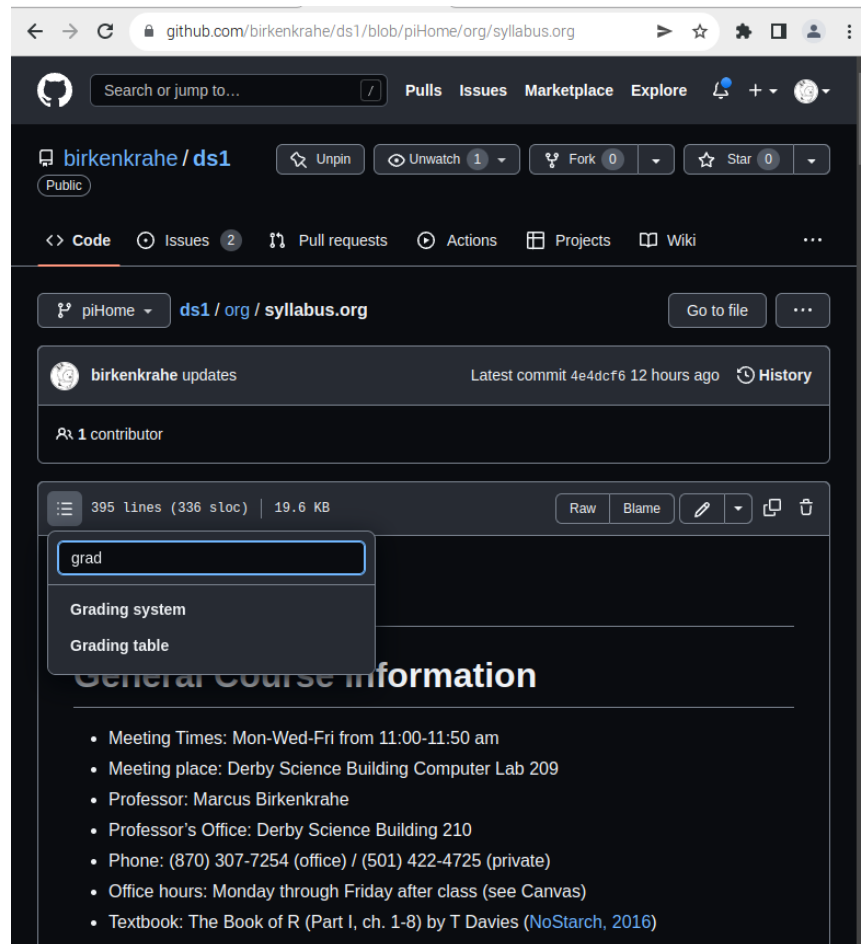 github.com/birkenkrahe/ds1/blob/piHome/org/syllabus.org
Search or jump to… / Pulls Issues Marketplace Explore
birkenkrahe / ds1 Unpin Unwatch 1 Fork 0 Star 0
Public
<> Code Issues 2 Pull requests Actions Projects Wiki ...
piHome ds1 / org / syllabus.org Go to file ...
birkenkrahe updates Latest commit 4e4dcf6 12 hours ago History
1 contributor
395 lines (336 sloc) | 19.6 KB Raw Blame
grad
Grading system
Grading table
General Course Information
• Meeting Times: Mon-Wed-Fri from 11:00-11:50 am
• Meeting place: Derby Science Building Computer Lab 209
• Professor: Marcus Birkenkrahe
• Professor’s Office: Derby Science Building 210
• Phone: (870) 307-7254 (office) / (501) 422-4725 (private)
• Office hours: Monday through Friday after class (see Canvas)
• Textbook: The Book of R (Part I, ch. 1-8) by T Davies (NoStarch, 2016)